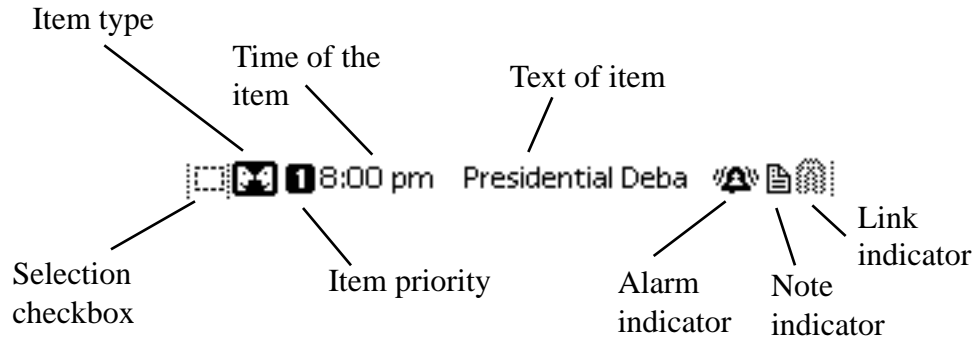 Item type
Time of the
item
Text of item
1 8:00 pm Presidential Deba
Selection
checkbox
Item priority
Alarm
indicator
Note
indicator
Link
indicator